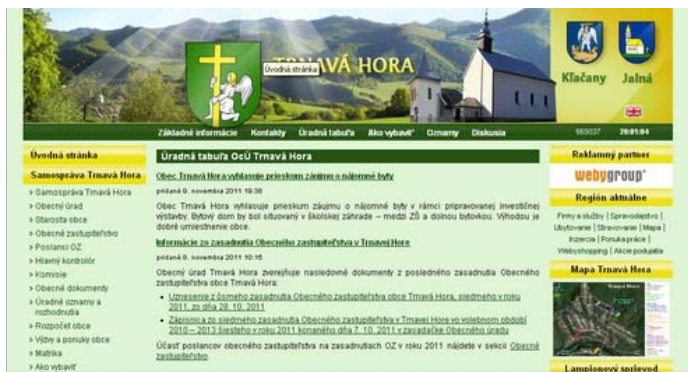 TRNAVÁ HORA
Úvodná stránka
Kľačany
Jalná
Základné informácie Kontakty Úradná tabuľa Ako vybaviť Oznamy Diskusia
665037 20:01:04
Úvodná stránka
Samospráva Trnavá Hora
> Samospráva Trnavá Hora
> Obecný úrad
> Starosta obce
> Obecné zastupiteľstvo
> Poslanci OZ
> Hlavný kontrolór
> Komisie
> Obecné dokumenty
> Úradné oznamy a
rozhodnutia
> Rozpočet obce
> Výzvy a ponuky obce
> Matrika
> Ako vybaviť
Úradná tabuľa OcÚ Trnavá Hora
Obec Trnavá Hora vyhlasuje prieskum záujmu o nájomné byty
pridané 9. novembra 2011 19:36
Obec Trnavá Hora vyhlasuje prieskum záujmu o nájomné byty v rámci pripravovanej investičnej
výstavby. Bytový dom by bol situovaný v školskej záhrade – medzi ZŠ a dolnou bytovkou. Výhodou je
dobré umiestnenie obce.
Informácie zo zasadnutia Obecného zastupiteľstva v Trnavej Hore
pridané 9. novembra 2011 10:15
Obecný úrad Trnavá Hora zverejňuje nasledovné dokumenty z posledného zasadnutia Obecného
zastupiteľstva obce Trnavá Hora:
• Uznesenie z ôsmeho zasadnutia Obecného zastupiteľstva obce Trnavá Hora, siedmeho v roku
2011, zo dňa 28. 10. 2011
• Zápisnica zo siedmeho zasadnutia Obecného zastupiteľstva v Trnavej Hore vo volebnom období
2010 – 2013 šiesteho v roku 2011 konaného dňa 7. 10. 2011 v zasadačke Obecného úradu
Účasť poslancov obecného zastupiteľstva na zasadnutiach OZ v roku 2011 nájdete v sekcii Obecné
zastupiteľstvo.
Reklamný partner
webygroup
Región aktuálne
Firmy a služby | Spravodajstvo |
Ubytovanie | Stravovanie | Mapa |
Inzercia | Ponuka práce |
Webyshopping | Akcie podujatia
Mapa Trnavá Hora
Lampionový sprievod